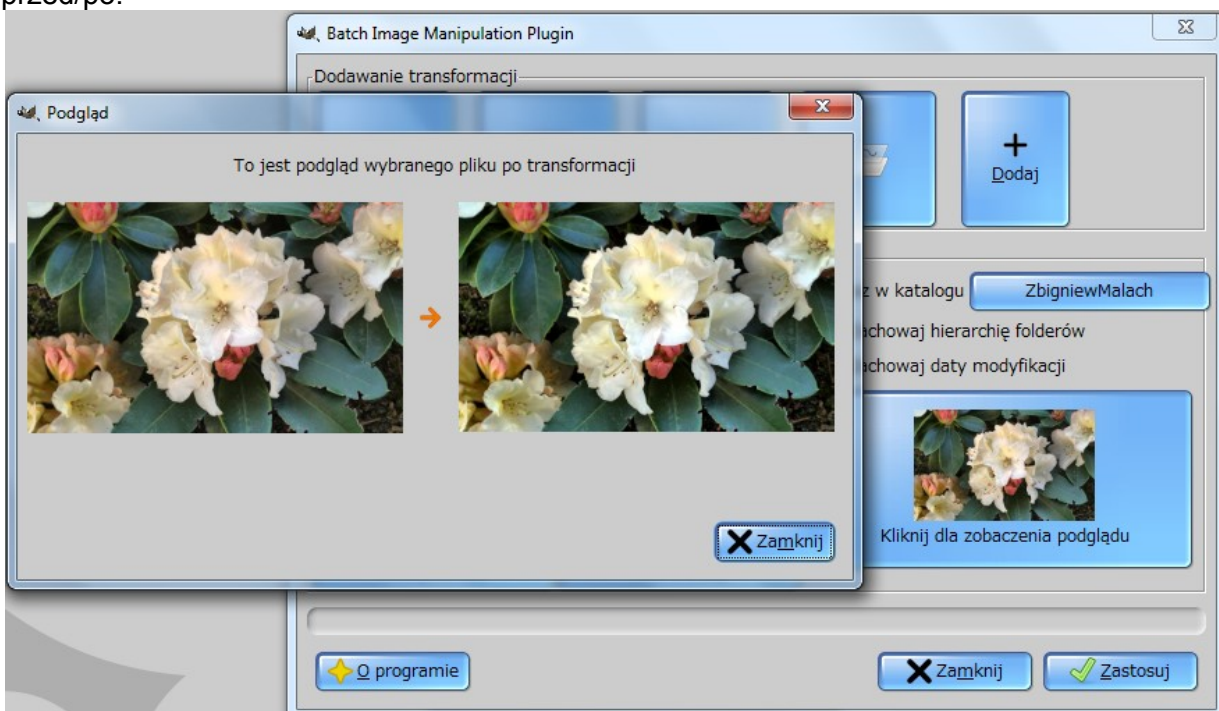 przed/po.
Batch Image Manipulation Plugin
Dodawanie transformacji
Podgląd
To jest podgląd wybranego pliku po transformacji
Dodaj
z w katalogu ZbigniewMalach
achowaj hierarchię folderów
achowaj daty modyfikacji
Zamknij
Kliknij dla zobaczenia podglądu
O programie
Zamknij
Zastosuj